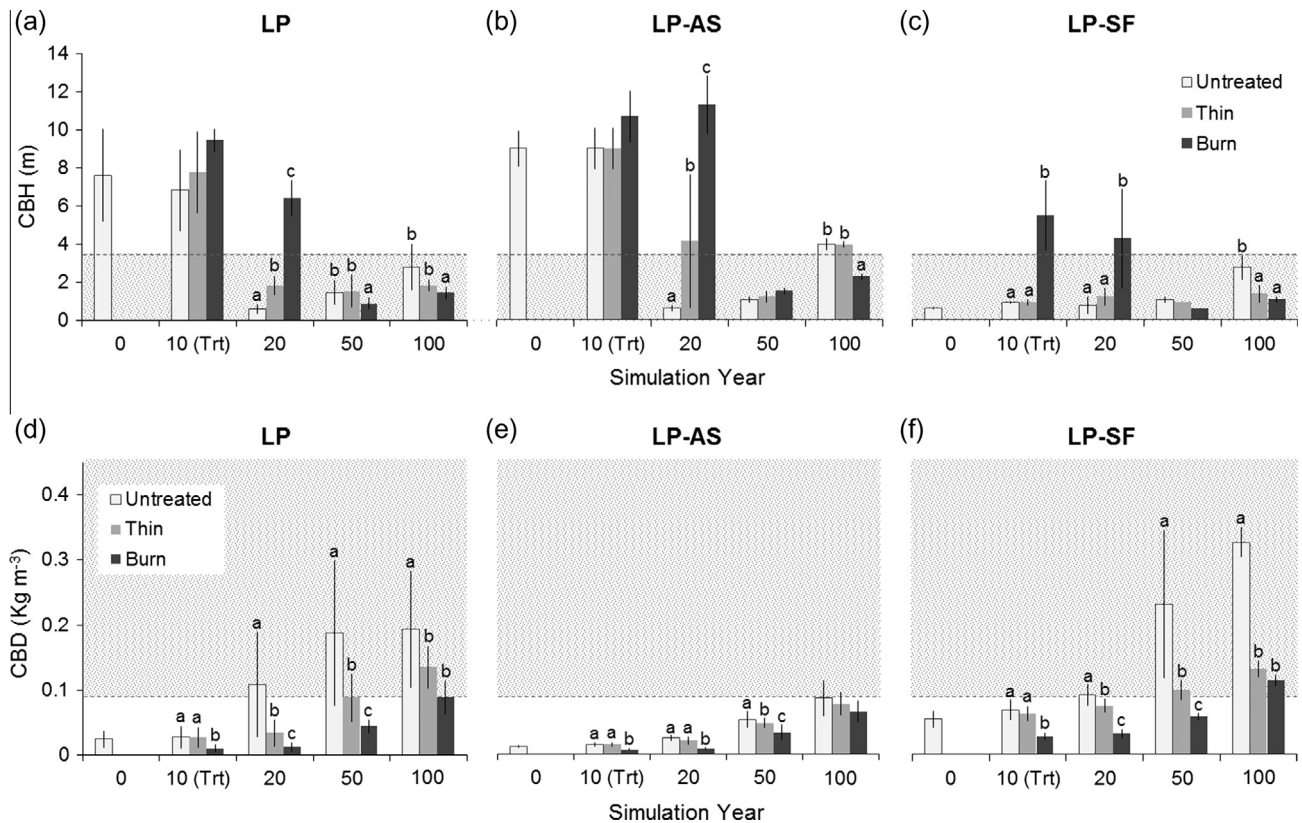 (a) LP (b) LP-AS (c) LP-SF
14
12
10
8
6
4
2
0
CBH (m)
Untreated
Thin
Burn
a b c b b a b b a
a b c b b a
a a b a a b b a a
0 10 (Trt) 20 50 100 0 10 (Trt) 20 50 100 0 10 (Trt) 20 50 100
Simulation Year
(d) LP (e) LP-AS (f) LP-SF
0.4
0.3
0.2
0.1
0
CBD (Kg m-3)
Untreated
Thin
Burn
a a b a b c a b c a b b
a a b a a b a b c
a a b a b c a b c a b b
0 10 (Trt) 20 50 100 0 10 (Trt) 20 50 100 0 10 (Trt) 20 50 100
Simulation Year